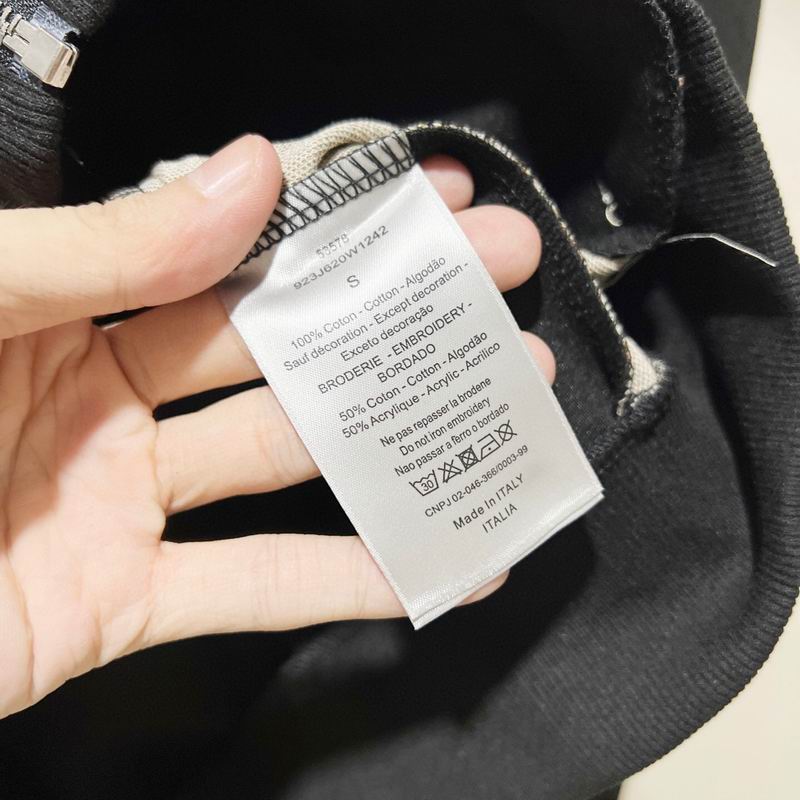 53578
923J620W1242
S
100% Coton - Cotton - Algodão
Sauf décoration - Except decoration -
Exceto decoração
BRODERIE - EMBROIDERY -
BORDADO
50% Coton - Cotton - Algodão
50% Acrylique - Acrylic - Acrílico
Ne pas repasser la brodene
Do not iron embroidery
Nao passar a ferro o bordado
30
CNPJ 02-046-366/0003-99
Made In ITALY
ITALIA